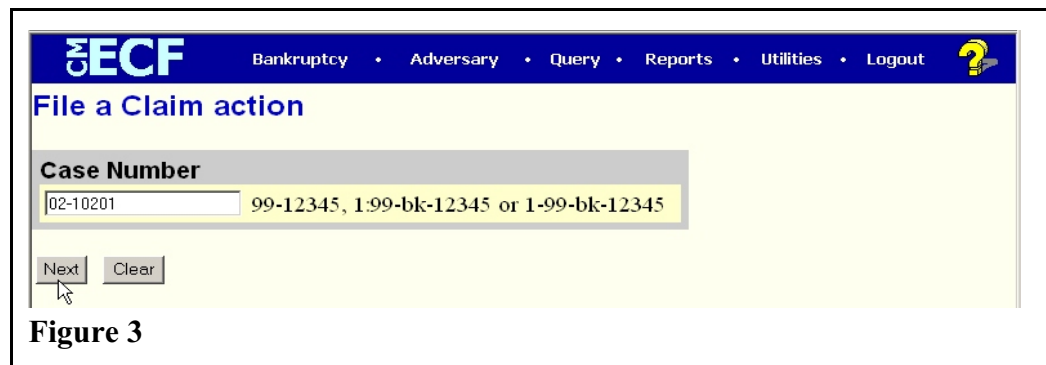 CM ECF Bankruptcy • Adversary • Query • Reports • Utilities • Logout ?
File a Claim action
Case Number
02-10201 99-12345, 1:99-bk-12345 or 1-99-bk-12345
Next Clear
Figure 3